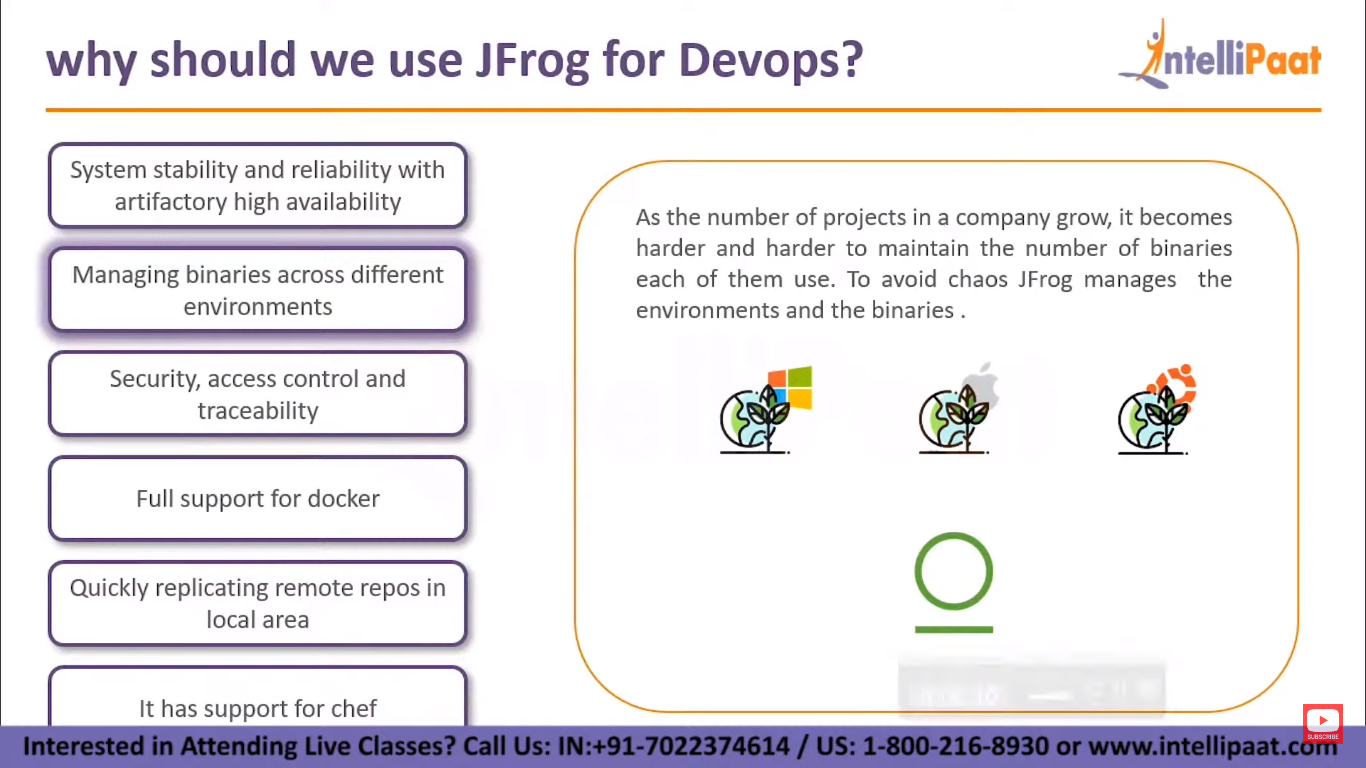 why should we use JFrog for Devops?
IntelliPaat
System stability and reliability with
artifactory high availability
Managing binaries across different
environments
Security, access control and
traceability
Full support for docker
Quickly replicating remote repos in
local area
It has support for chef
As the number of projects in a company grow, it becomes
harder and harder to maintain the number of binaries
each of them use. To avoid chaos JFrog manages the
environments and the binaries .
SUBSCRIBE
Interested in Attending Live Classes? Call Us: IN:+91-7022374614 / US: 1-800-216-8930 or www.intellipaat.com